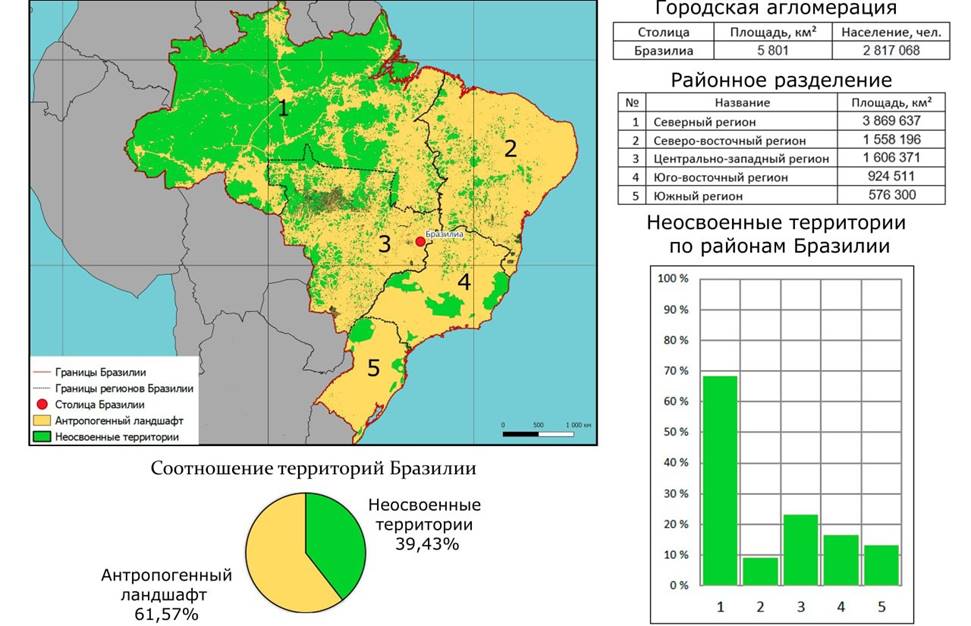 Городская агломерация
Столица Площадь, км² Население, чел.
Бразилиа 5 801 2 817 068
Районное разделение
№ Название Площадь, км²
1 Северный регион 3 869 637
2 Северо-восточный регион 1 558 196
3 Центрально-западный регион 1 606 371
4 Юго-восточный регион 924 511
5 Южный регион 576 300
Неосвоенные территории
по районам Бразилии
100 %
90 %
80 %
70 %
60 %
50 %
40 %
30 %
20 %
10 %
0 %
1 2 3 4 5
1
2
3
Бразилиа
4
5
Границы Бразилии
Границы регионов Бразилии
Столица Бразилии
Антропогенный ландшафт
Неосвоенные территории
0 500 1 000 км
Соотношение территорий Бразилии
Неосвоенные
территории
39,43%
Антропогенный
ландшафт
61,57%